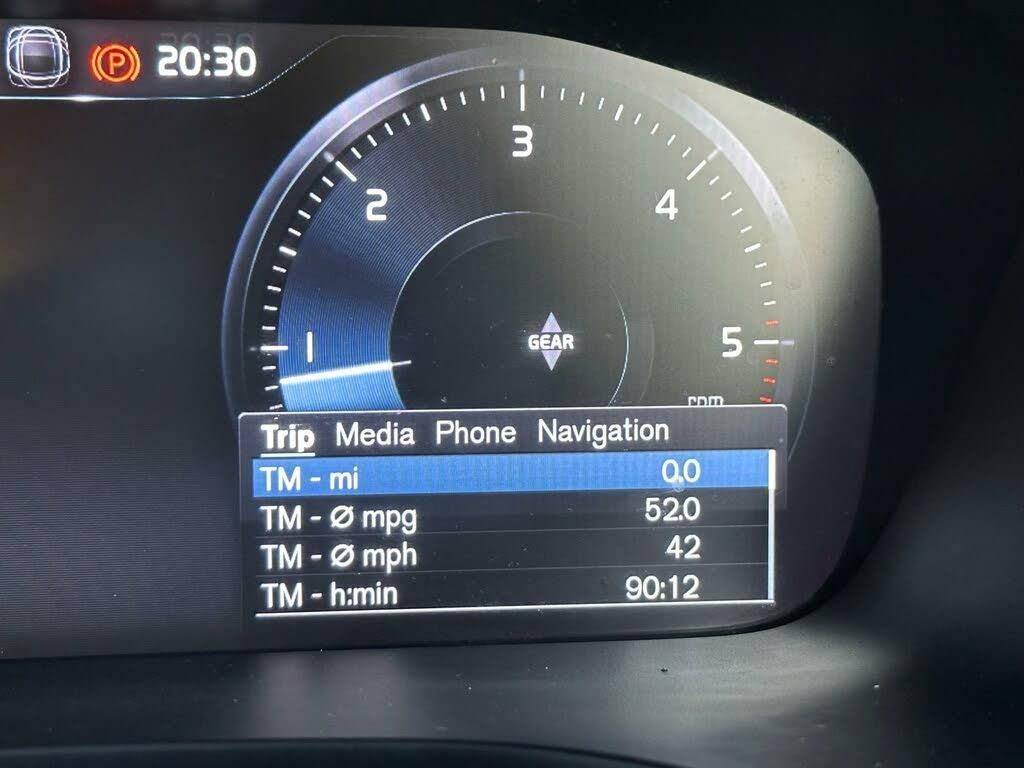 P 20:30
3
2 4
1 GEAR 5
rpm
Trip Media Phone Navigation
TM - mi 0.0
TM - Ø mpg 52.0
TM - Ø mph 42
TM - h:min 90:12